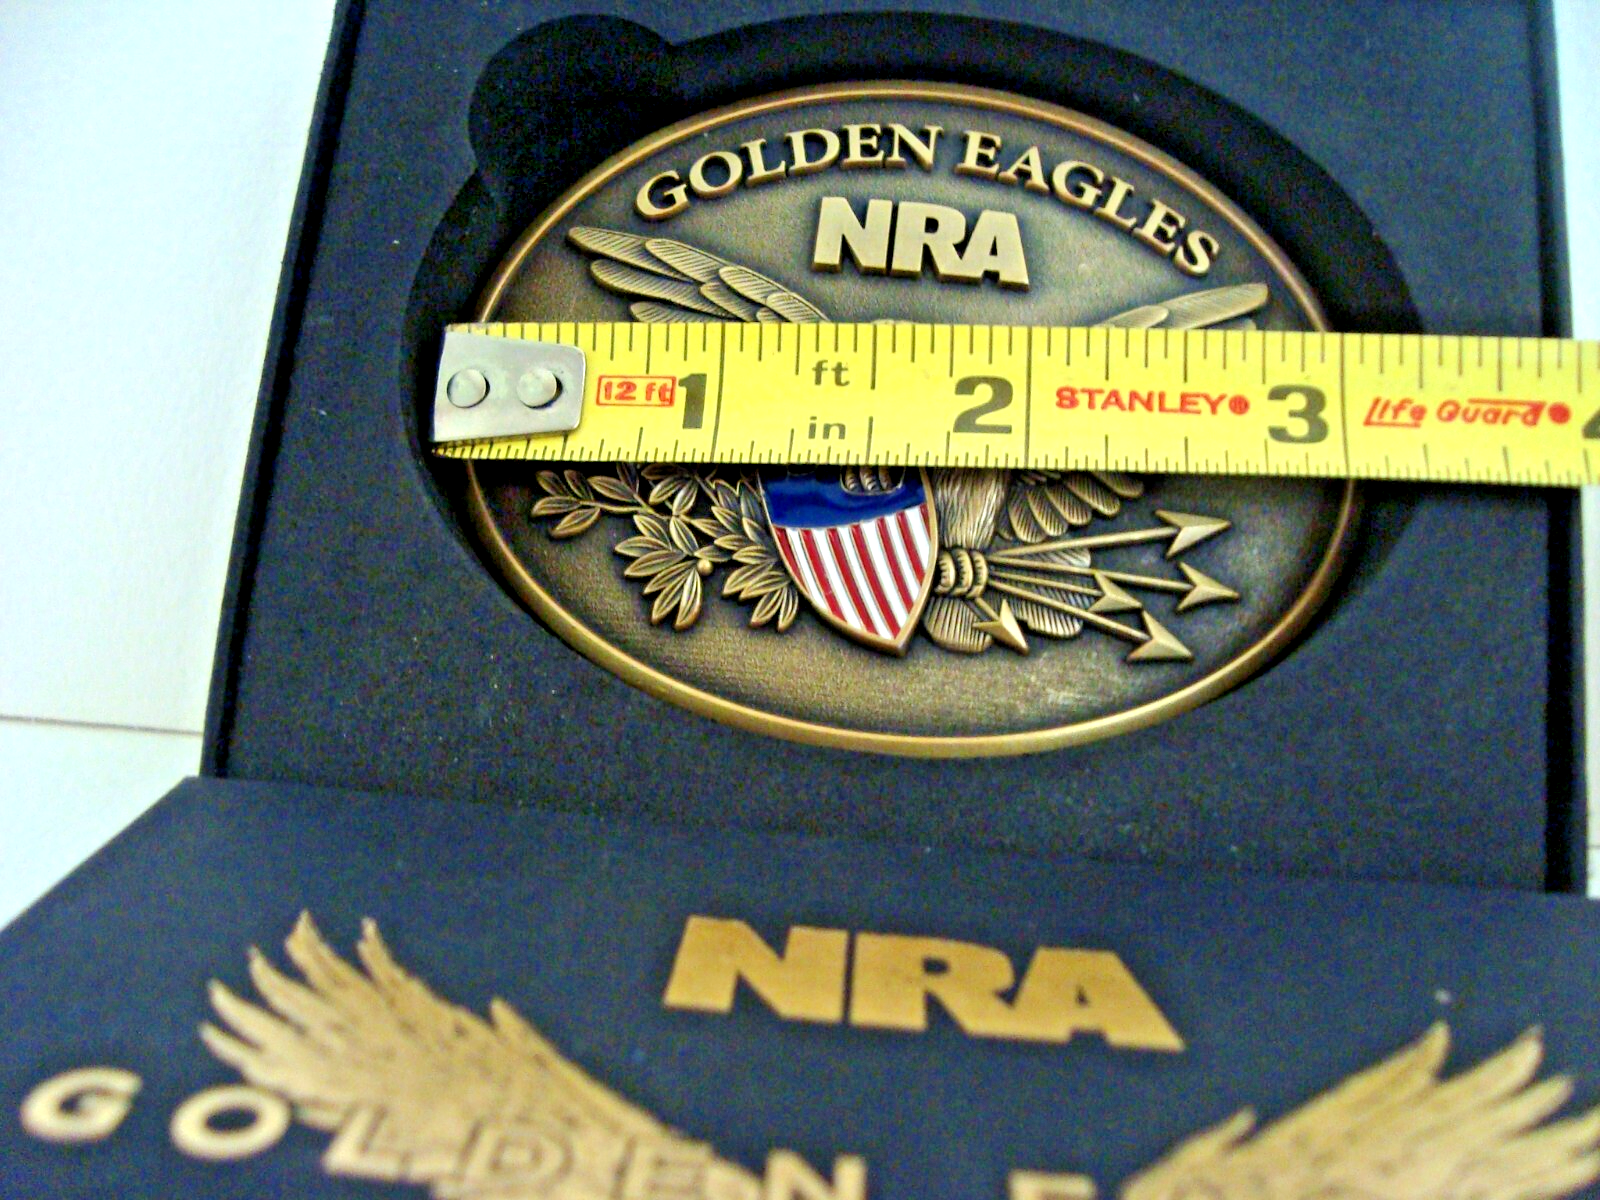 GOLDEN EAGLES
NRA
12 ft 1 ft in 2 STANLEY® 3 Life Guard® 4
NRA
GOLDEN E